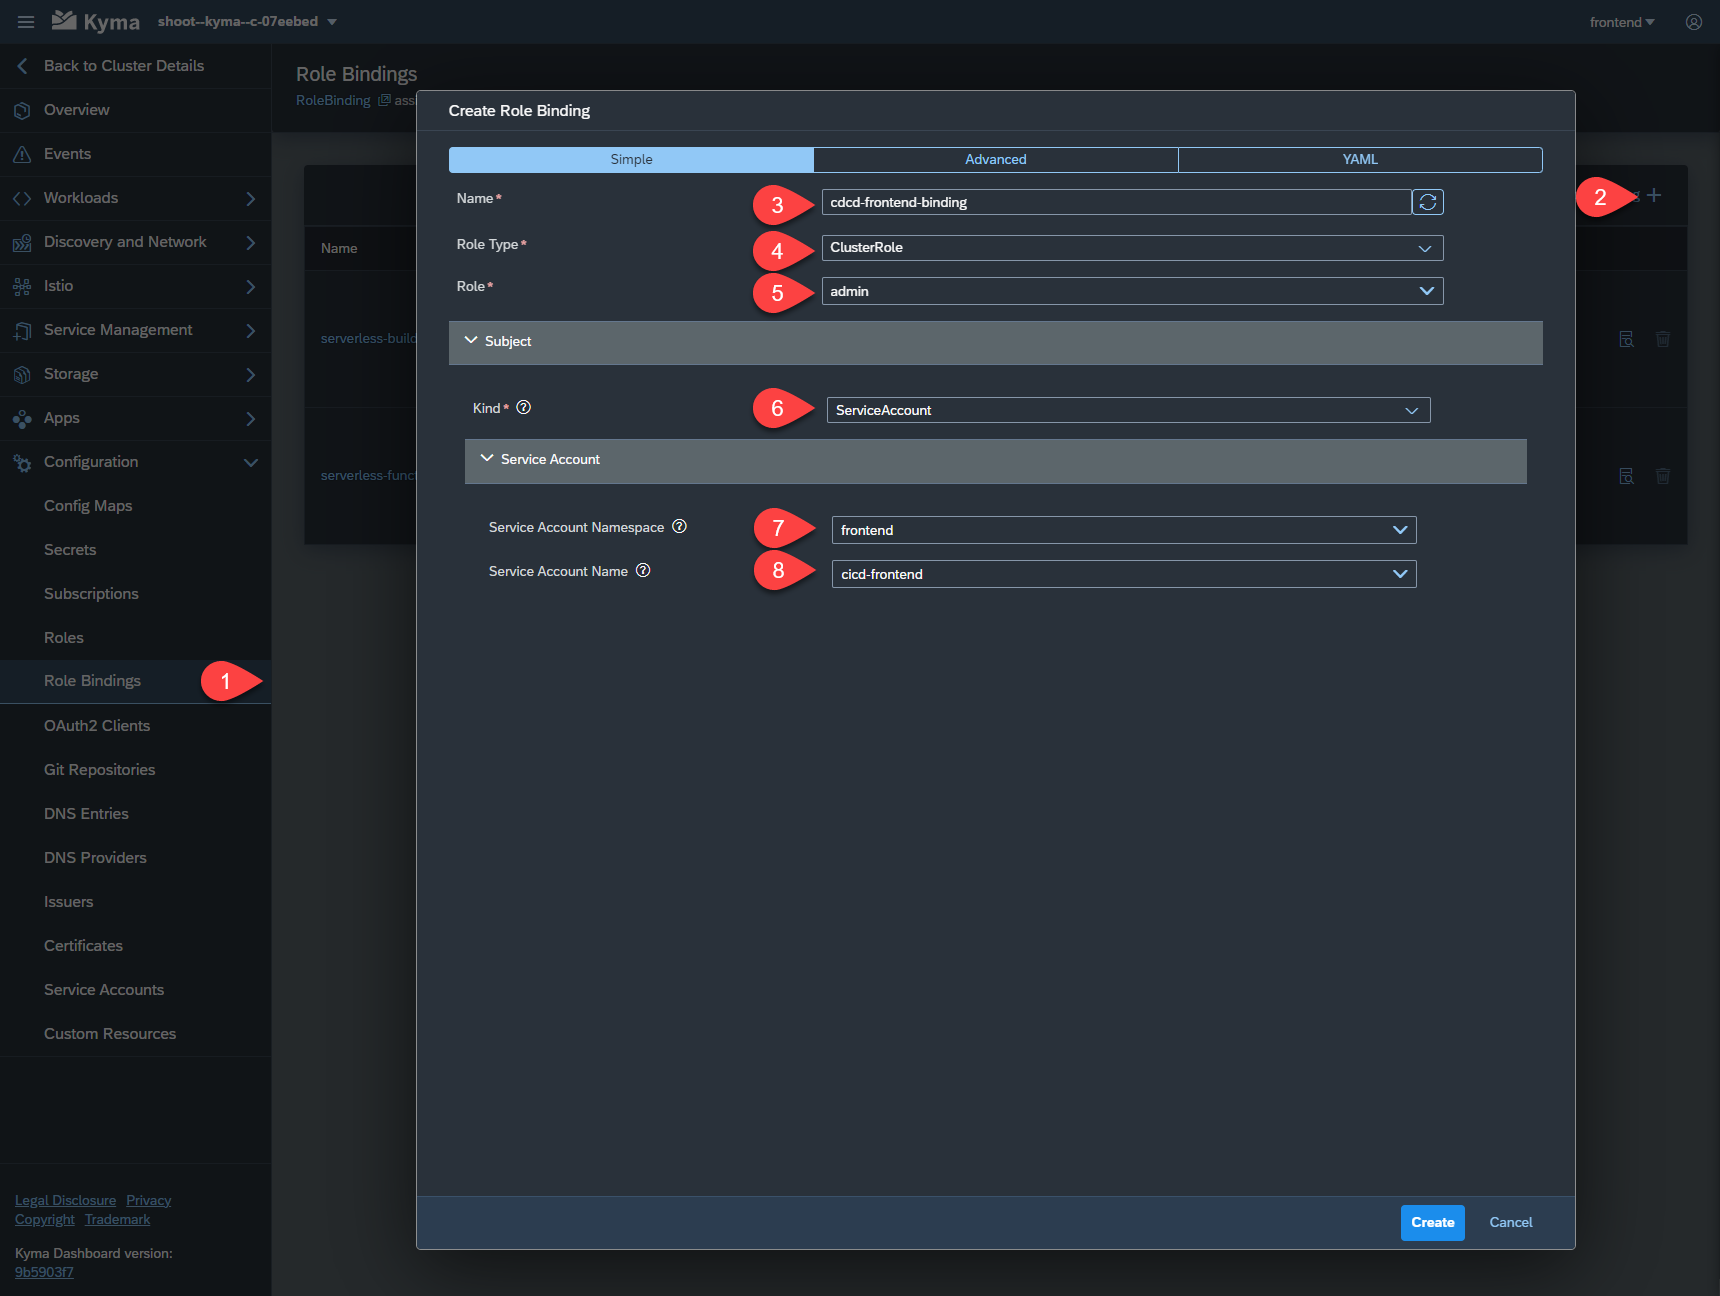 Kyma shoot--kyma--c-07eebed
frontend
Back to Cluster Details
Overview
Events
Workloads
Discovery and Network
Istio
Service Management
Storage
Apps
Configuration
Config Maps
Secrets
Subscriptions
Roles
Role Bindings
1
OAuth2 Clients
Git Repositories
DNS Entries
DNS Providers
Issuers
Certificates
Service Accounts
Custom Resources
Legal Disclosure Privacy
Copyright Trademark
Kyma Dashboard version:
9b5903f7
Role Bindings
RoleBinding ass
2
Name
serverless-build
serverless-funct
Create Role Binding
Simple Advanced YAML
Name* 3 cdcd-frontend-binding
Role Type* 4 ClusterRole
Role* 5 admin
Subject
Kind* ? 6 ServiceAccount
Service Account
Service Account Namespace ? 7 frontend
Service Account Name ? 8 cicd-frontend
Create Cancel